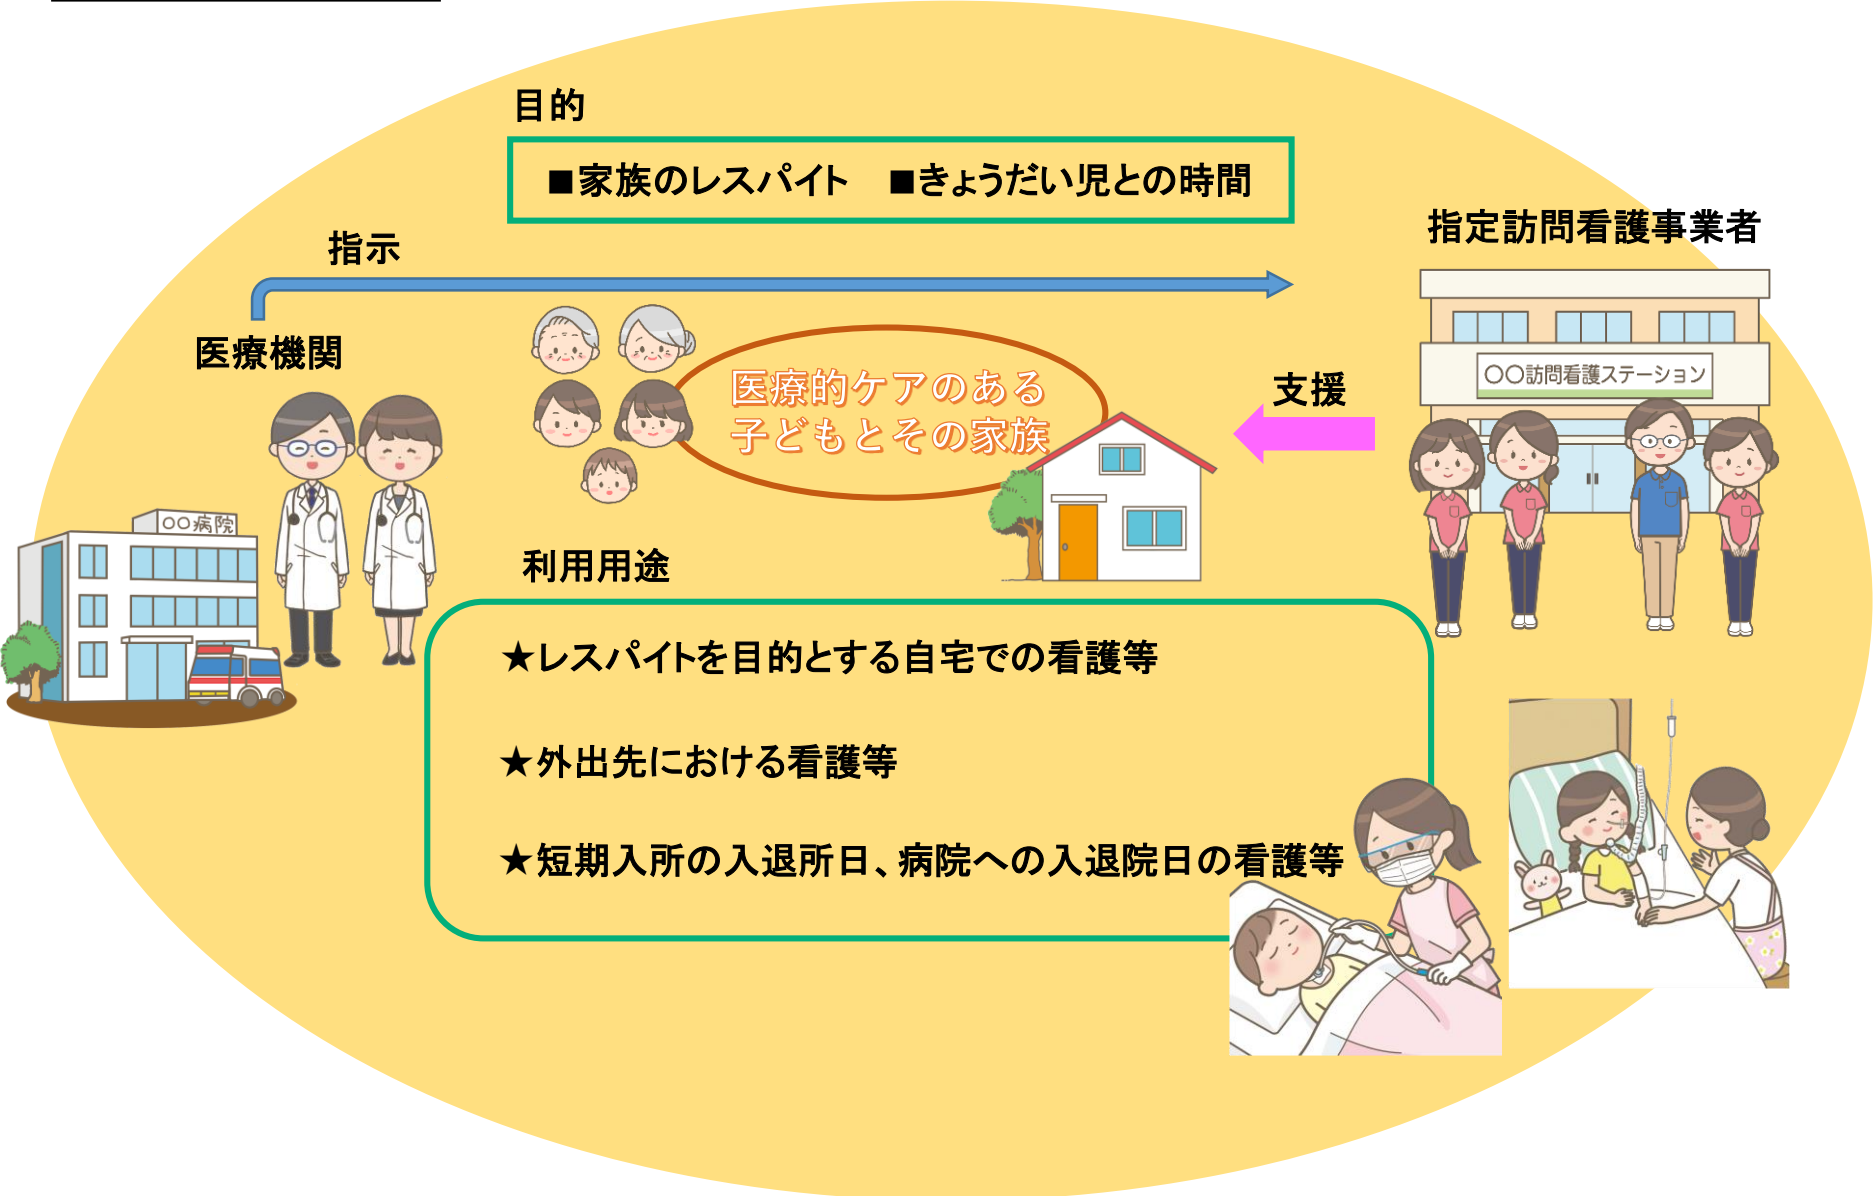 目的
■家族のレスパイト　■きょうだい児との時間
指示
指定訪問看護事業者
医療機関
〇〇訪問看護ステーション
医療的ケアのある
子どもとその家族
支援
〇〇病院
利用用途
★レスパイトを目的とする自宅での看護等
★外出先における看護等
★短期入所の入退所日、病院への入退院日の看護等